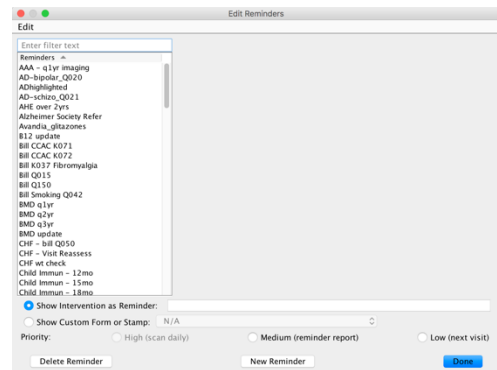 Edit Reminders
Edit
Enter filter text
Reminders
AAA - q1yr imaging
AD-bipolar_Q020
ADhighlighted
AD-schizo_Q021
AHE over 2yrs
Alzheimer Society Refer
Avandia_glitazones
B12 update
Bill CCAC K071
Bill CCAC K072
Bill K037 Fibromyalgia
Bill Q015
Bill Q150
Bill Smoking Q042
BMD q1yr
BMD q2yr
BMD q3yr
BMD update
CHF - bill Q050
CHF - Visit Reassess
CHF wt check
Child Immun - 12mo
Child Immun - 15mo
Child Immun - 18mo
Show Intervention as Reminder:
Show Custom Form or Stamp: N/A
Priority: High (scan daily) Medium (reminder report) Low (next visit)
Delete Reminder New Reminder Done